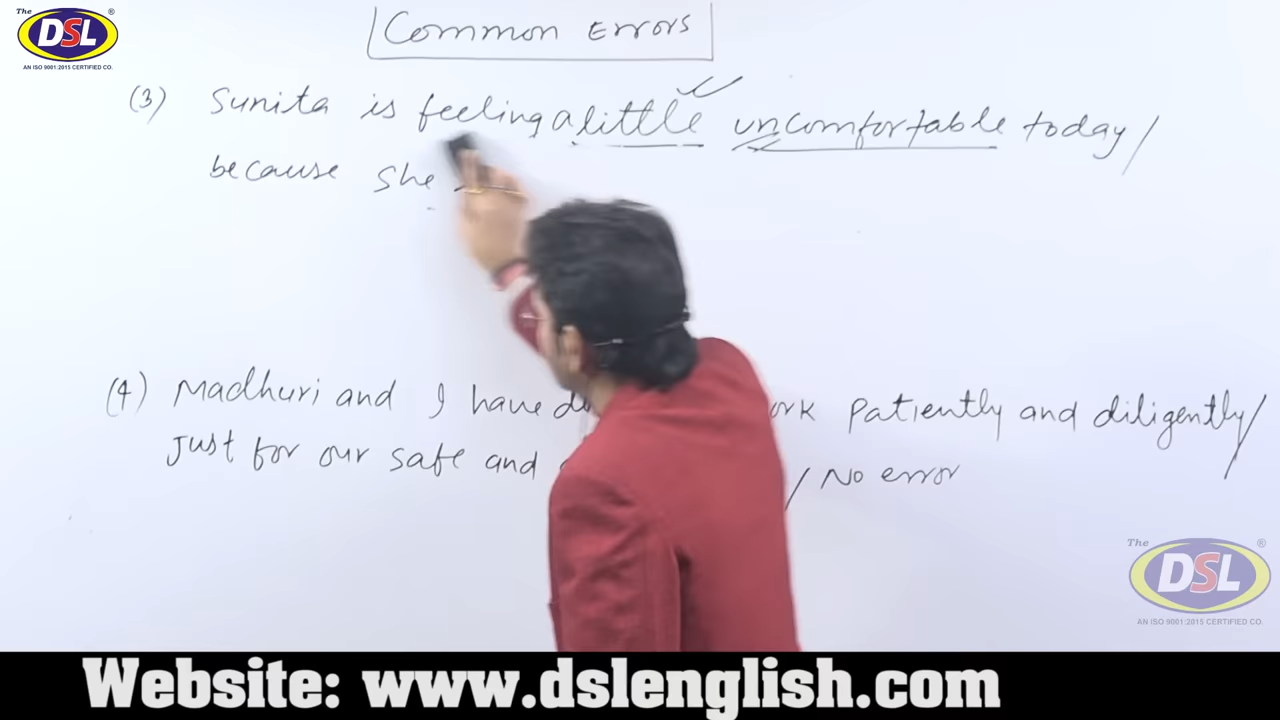 The DSL ®
AN ISO 9001:2015 CERTIFIED CO.
Common Errors
(3) Sunita is feeling a little uncomfortable today/
because she
(4) Madhuri and I have patiently and diligently/
Just for our safe and / No error
The DSL ®
AN ISO 9001:2015 CERTIFIED CO.
Website: www.dslenglish.com